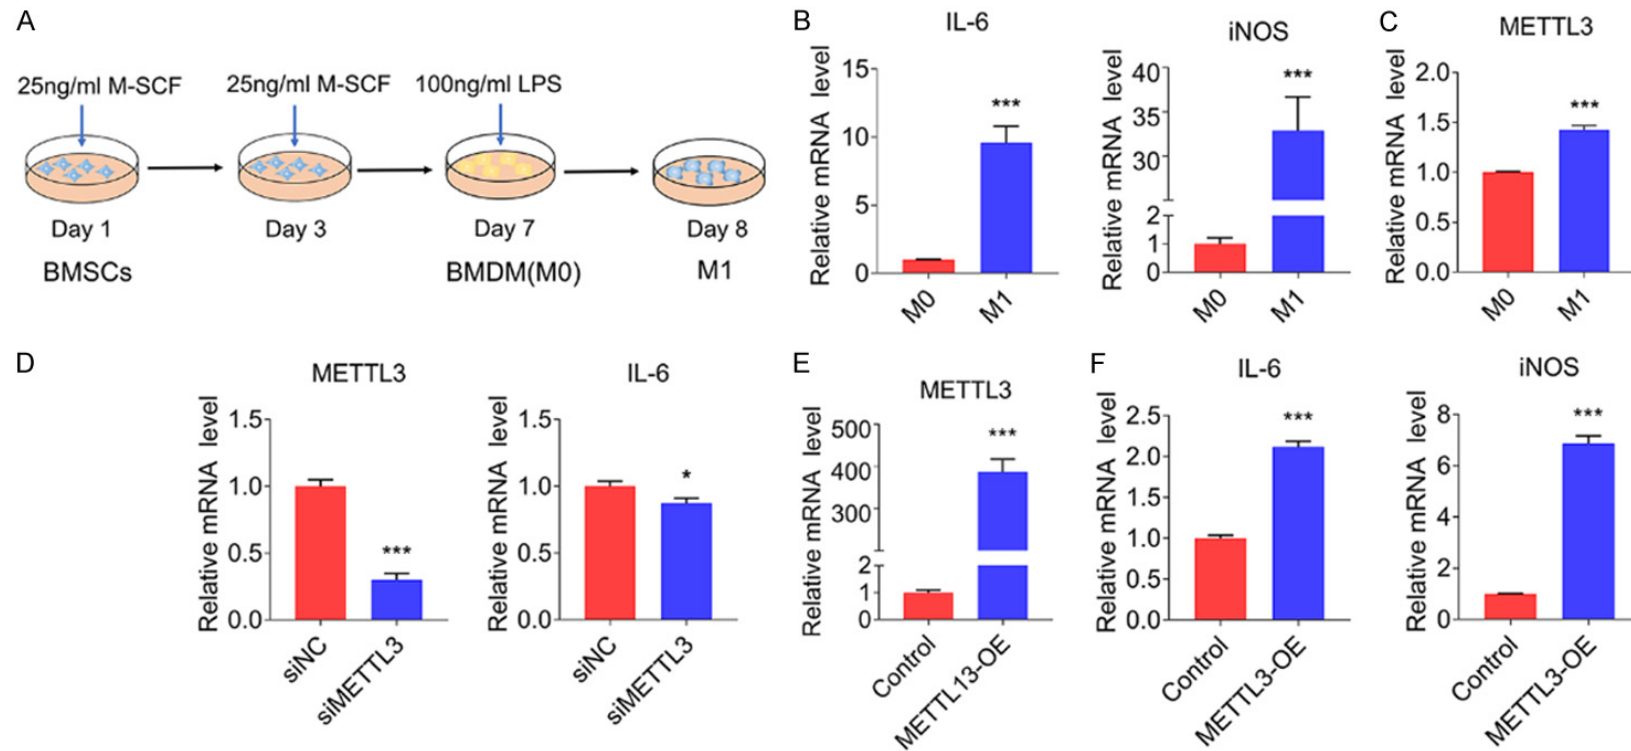 A
25ng/ml M-SCF
25ng/ml M-SCF
100ng/ml LPS
Day 1
Day 3
Day 7
Day 8
BMSCs
BMDM(M0)
M1
B
IL-6
Relative mRNA level
15
10
5
0
***
M0
M1
iNOS
Relative mRNA level
40
35
30
2
1
0
***
M0
M1
C
METTL3
Relative mRNA level
2.0
1.5
1.0
0.5
0.0
***
M0
M1
D
METTL3
Relative mRNA level
1.5
1.0
0.5
0.0
***
siNC
siMETTL3
IL-6
Relative mRNA level
1.5
1.0
0.5
0.0
*
siNC
siMETTL3
E
METTL3
Relative mRNA level
500
400
300
2
1
0
***
Control
METTL13-OE
F
IL-6
Relative mRNA level
2.5
2.0
1.5
1.0
0.5
0.0
***
Control
METTL3-OE
iNOS
Relative mRNA level
8
6
4
2
0
***
Control
METTL3-OE